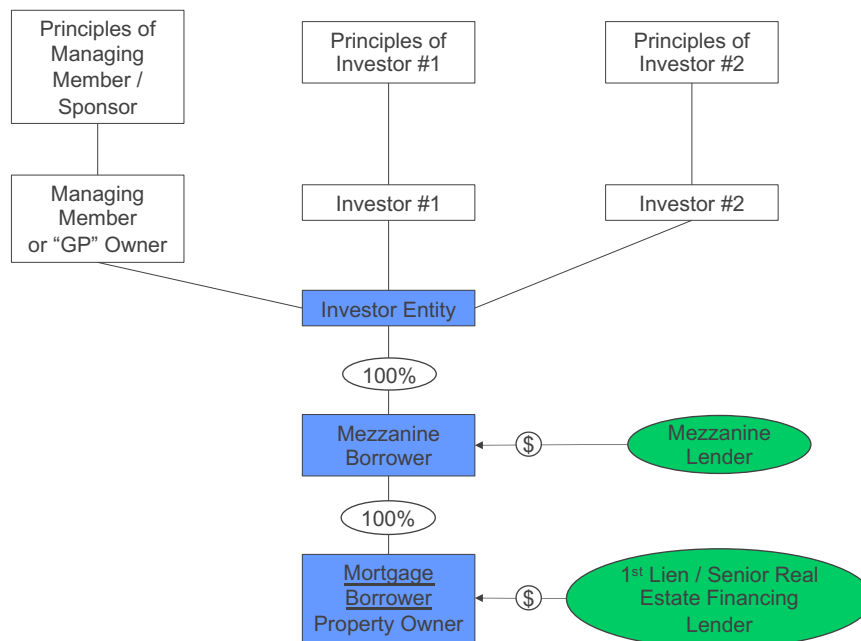 Principles of
Managing
Member /
Sponsor
Principles of
Investor #1
Principles of
Investor #2
Managing
Member
or “GP” Owner
Investor #1
Investor #2
Investor Entity
100%
Mezzanine
Borrower
$
Mezzanine
Lender
100%
Mortgage
Borrower
Property Owner
$
1st Lien / Senior Real
Estate Financing
Lender